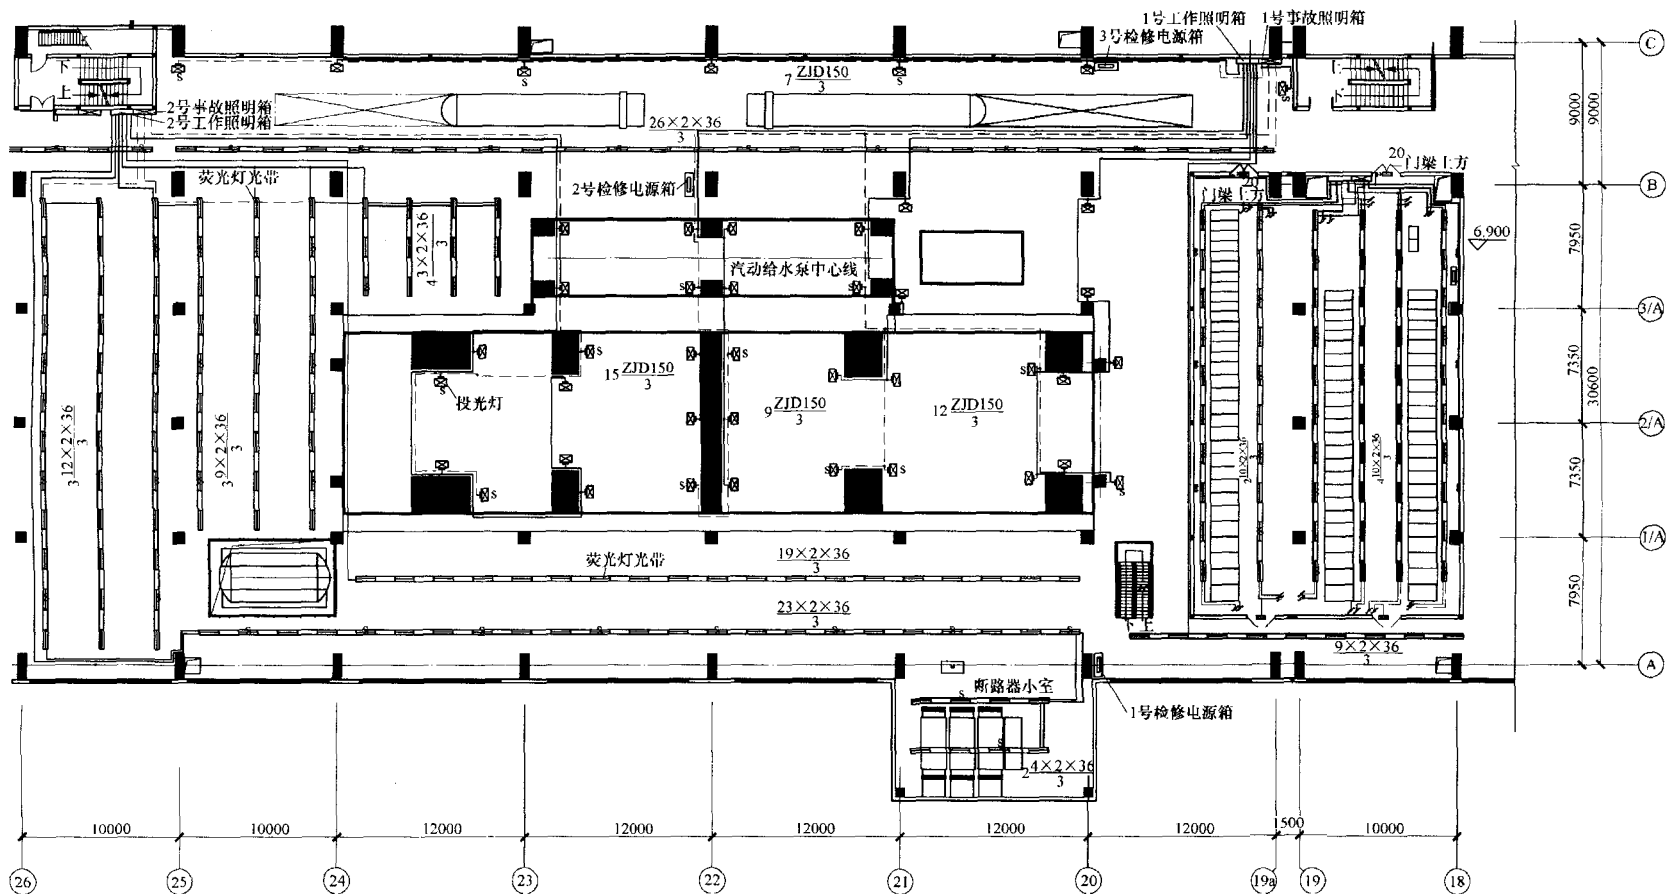 1号工作照明箱
1号事故照明箱
3号检修电源箱
C
下
上
s
s
s
s
s
7 ZJD150
3
2号事故照明箱
2号工作照明箱
26×2×36
3
9000
9000
荧光灯光带
2号检修电源箱
20
门梁上方
20
门梁上方
B
6.900
3×2×36
4
3
汽动给水泵中心线
s
s
7950
3/A
s
s
s
s
15 ZJD150
3
投光灯
s
9 ZJD150
3
12 ZJD150
3
7350
30600
2/A
3 12×2×36
3
3 9×2×36
3
2 10×2×36
3
4 10×2×36
3
s
s
s
s
s
s
7350
1/A
荧光灯光带
19×2×36
3
23×2×36
3
7950
下
上
9×2×36
3
A
断路器小室
s
1号检修电源箱
s
2 4×2×36
3
10000
10000
12000
12000
12000
12000
12000
1500
10000
26
25
24
23
22
21
20
19a
19
18